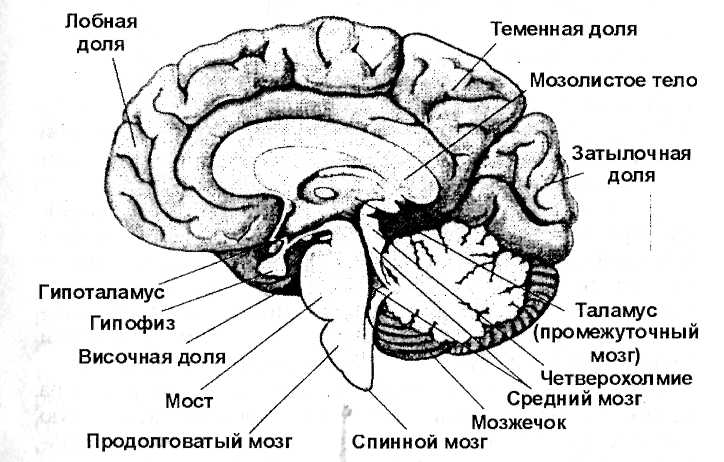 Лобная
доля
Теменная доля
Мозолистое тело
Затылочная
доля
Гипоталамус
Гипофиз
Височная доля
Мост
Продолговатый мозг
Спинной мозг
Таламус
(промежуточный
мозг)
Четверохолмие
Средний мозг
Мозжечок